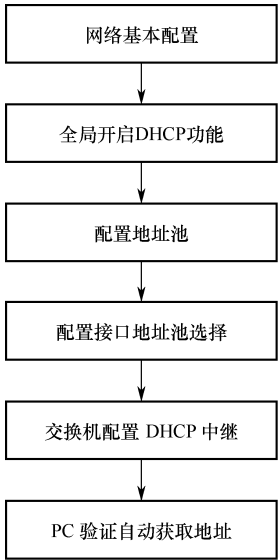 网络基本配置
全局开启DHCP功能
配置地址池
配置接口地址池选择
交换机配置 DHCP 中继
PC 验证自动获取地址